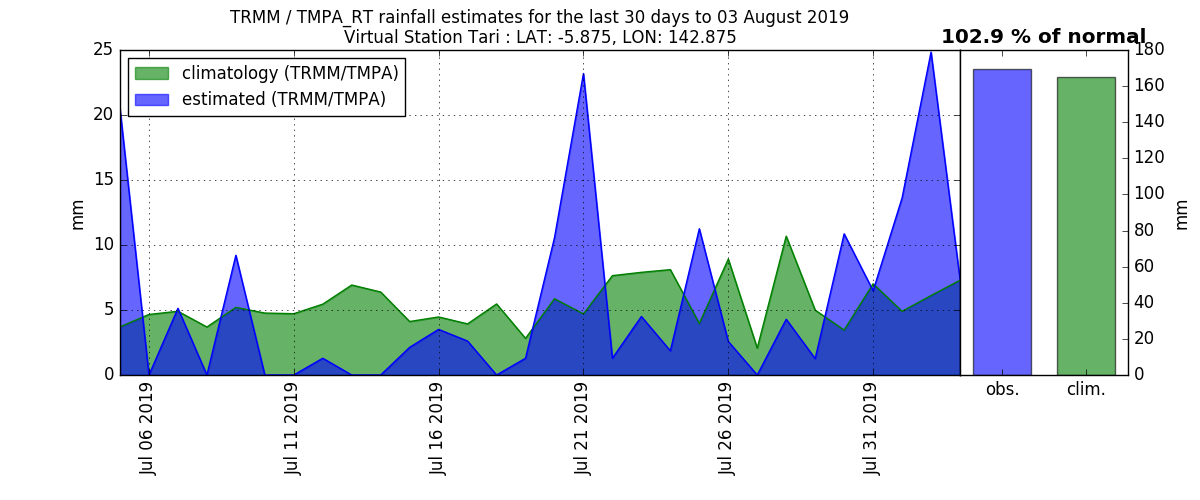 TRMM / TMPA_RT rainfall estimates for the last 30 days to 03 August 2019
Virtual Station Tari : LAT: -5.875, LON: 142.875
102.9 % of normal
climatology (TRMM/TMPA)
estimated (TRMM/TMPA)
25
20
15
10
5
0
mm
Jul 06 2019
Jul 11 2019
Jul 16 2019
Jul 21 2019
Jul 26 2019
Jul 31 2019
180
160
140
120
100
80
60
40
20
0
mm
obs.
clim.